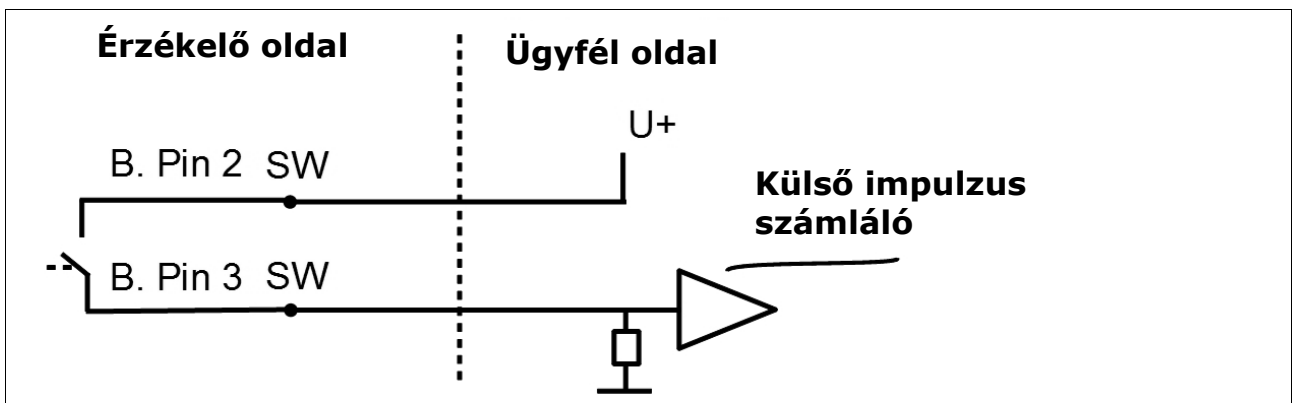 Érzékelő oldal
Ügyfél oldal
U+
B. Pin 2 SW
Külső impulzus
számláló
B. Pin 3 SW